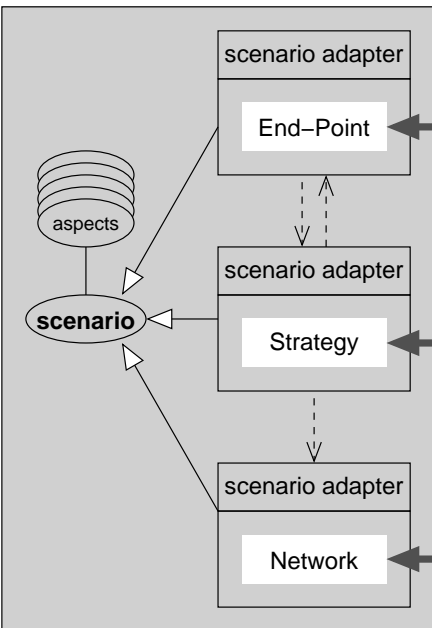 scenario adapter
End−Point
aspects
scenario adapter
scenario
Strategy
scenario adapter
Network